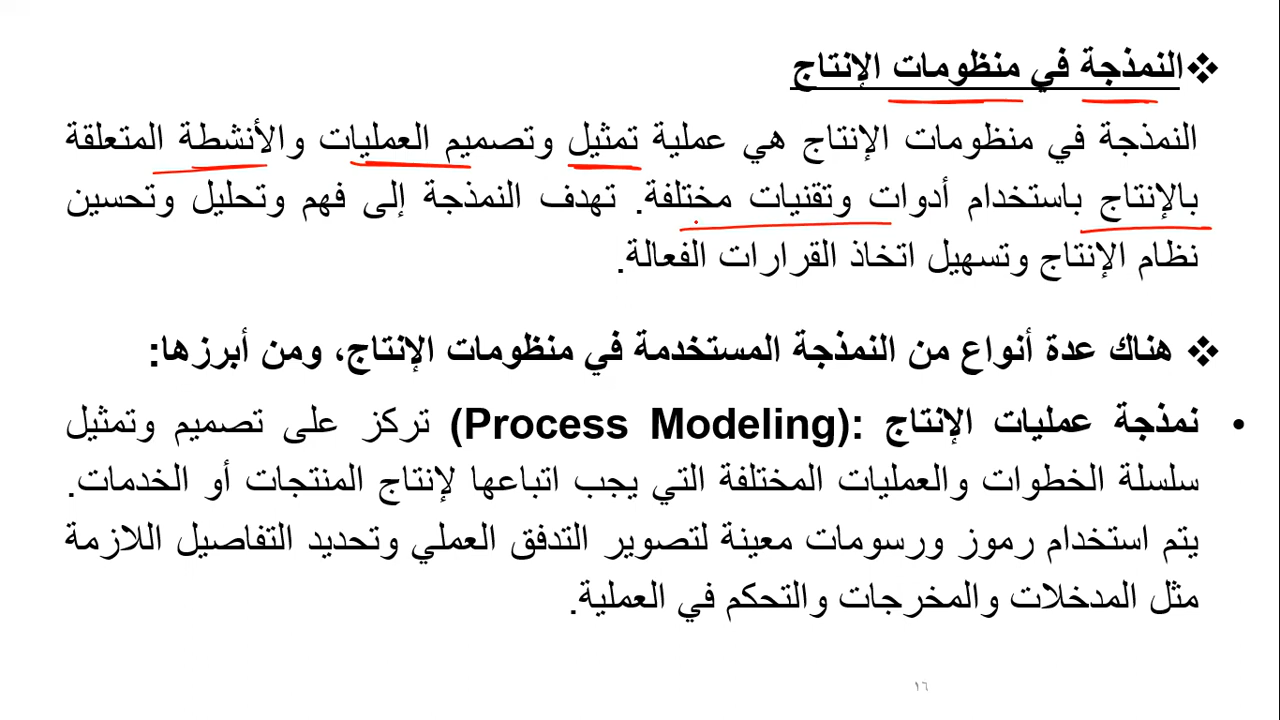 ❖النمذجة في منظومات الإنتاج
النمذجة في منظومات الإنتاج هي عملية تمثيل وتصميم العمليات والأنشطة المتعلقة
بالإنتاج باستخدام أدوات وتقنيات مختلفة. تهدف النمذجة إلى فهم وتحليل وتحسين
نظام الإنتاج وتسهيل اتخاذ القرارات الفعالة.
❖ هناك عدة أنواع من النمذجة المستخدمة في منظومات الإنتاج، ومن أبرزها:
• نمذجة عمليات الإنتاج :(Process Modeling) تركز على تصميم وتمثيل
سلسلة الخطوات والعمليات المختلفة التي يجب اتباعها لإنتاج المنتجات أو الخدمات.
يتم استخدام رموز ورسومات معينة لتصوير التدفق العملي وتحديد التفاصيل اللازمة
مثل المدخلات والمخرجات والتحكم في العملية.
١٦